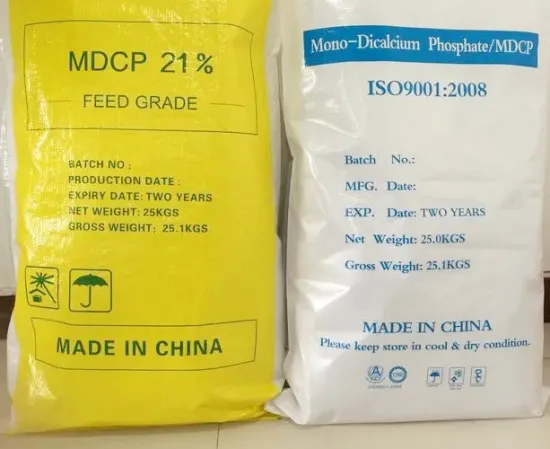 MDCP 21%
FEED GRADE
BATCH NO :
PRODUCTION DATE :
EXPIRY DATE: TWO YEARS
NET WEIGHT: 25KGS
GROSS WEIGHT: 25.1KGS
MADE IN CHINA
Mono-Dicalcium Phosphate/MDCP
ISO9001:2008
Batch No.:
MFG. Date:
EXP. Date: TWO YEARS
Net Weight: 25.0KGS
Gross Weight: 25.1KGS
MADE IN CHINA
Please keep store in cool & dry condition.